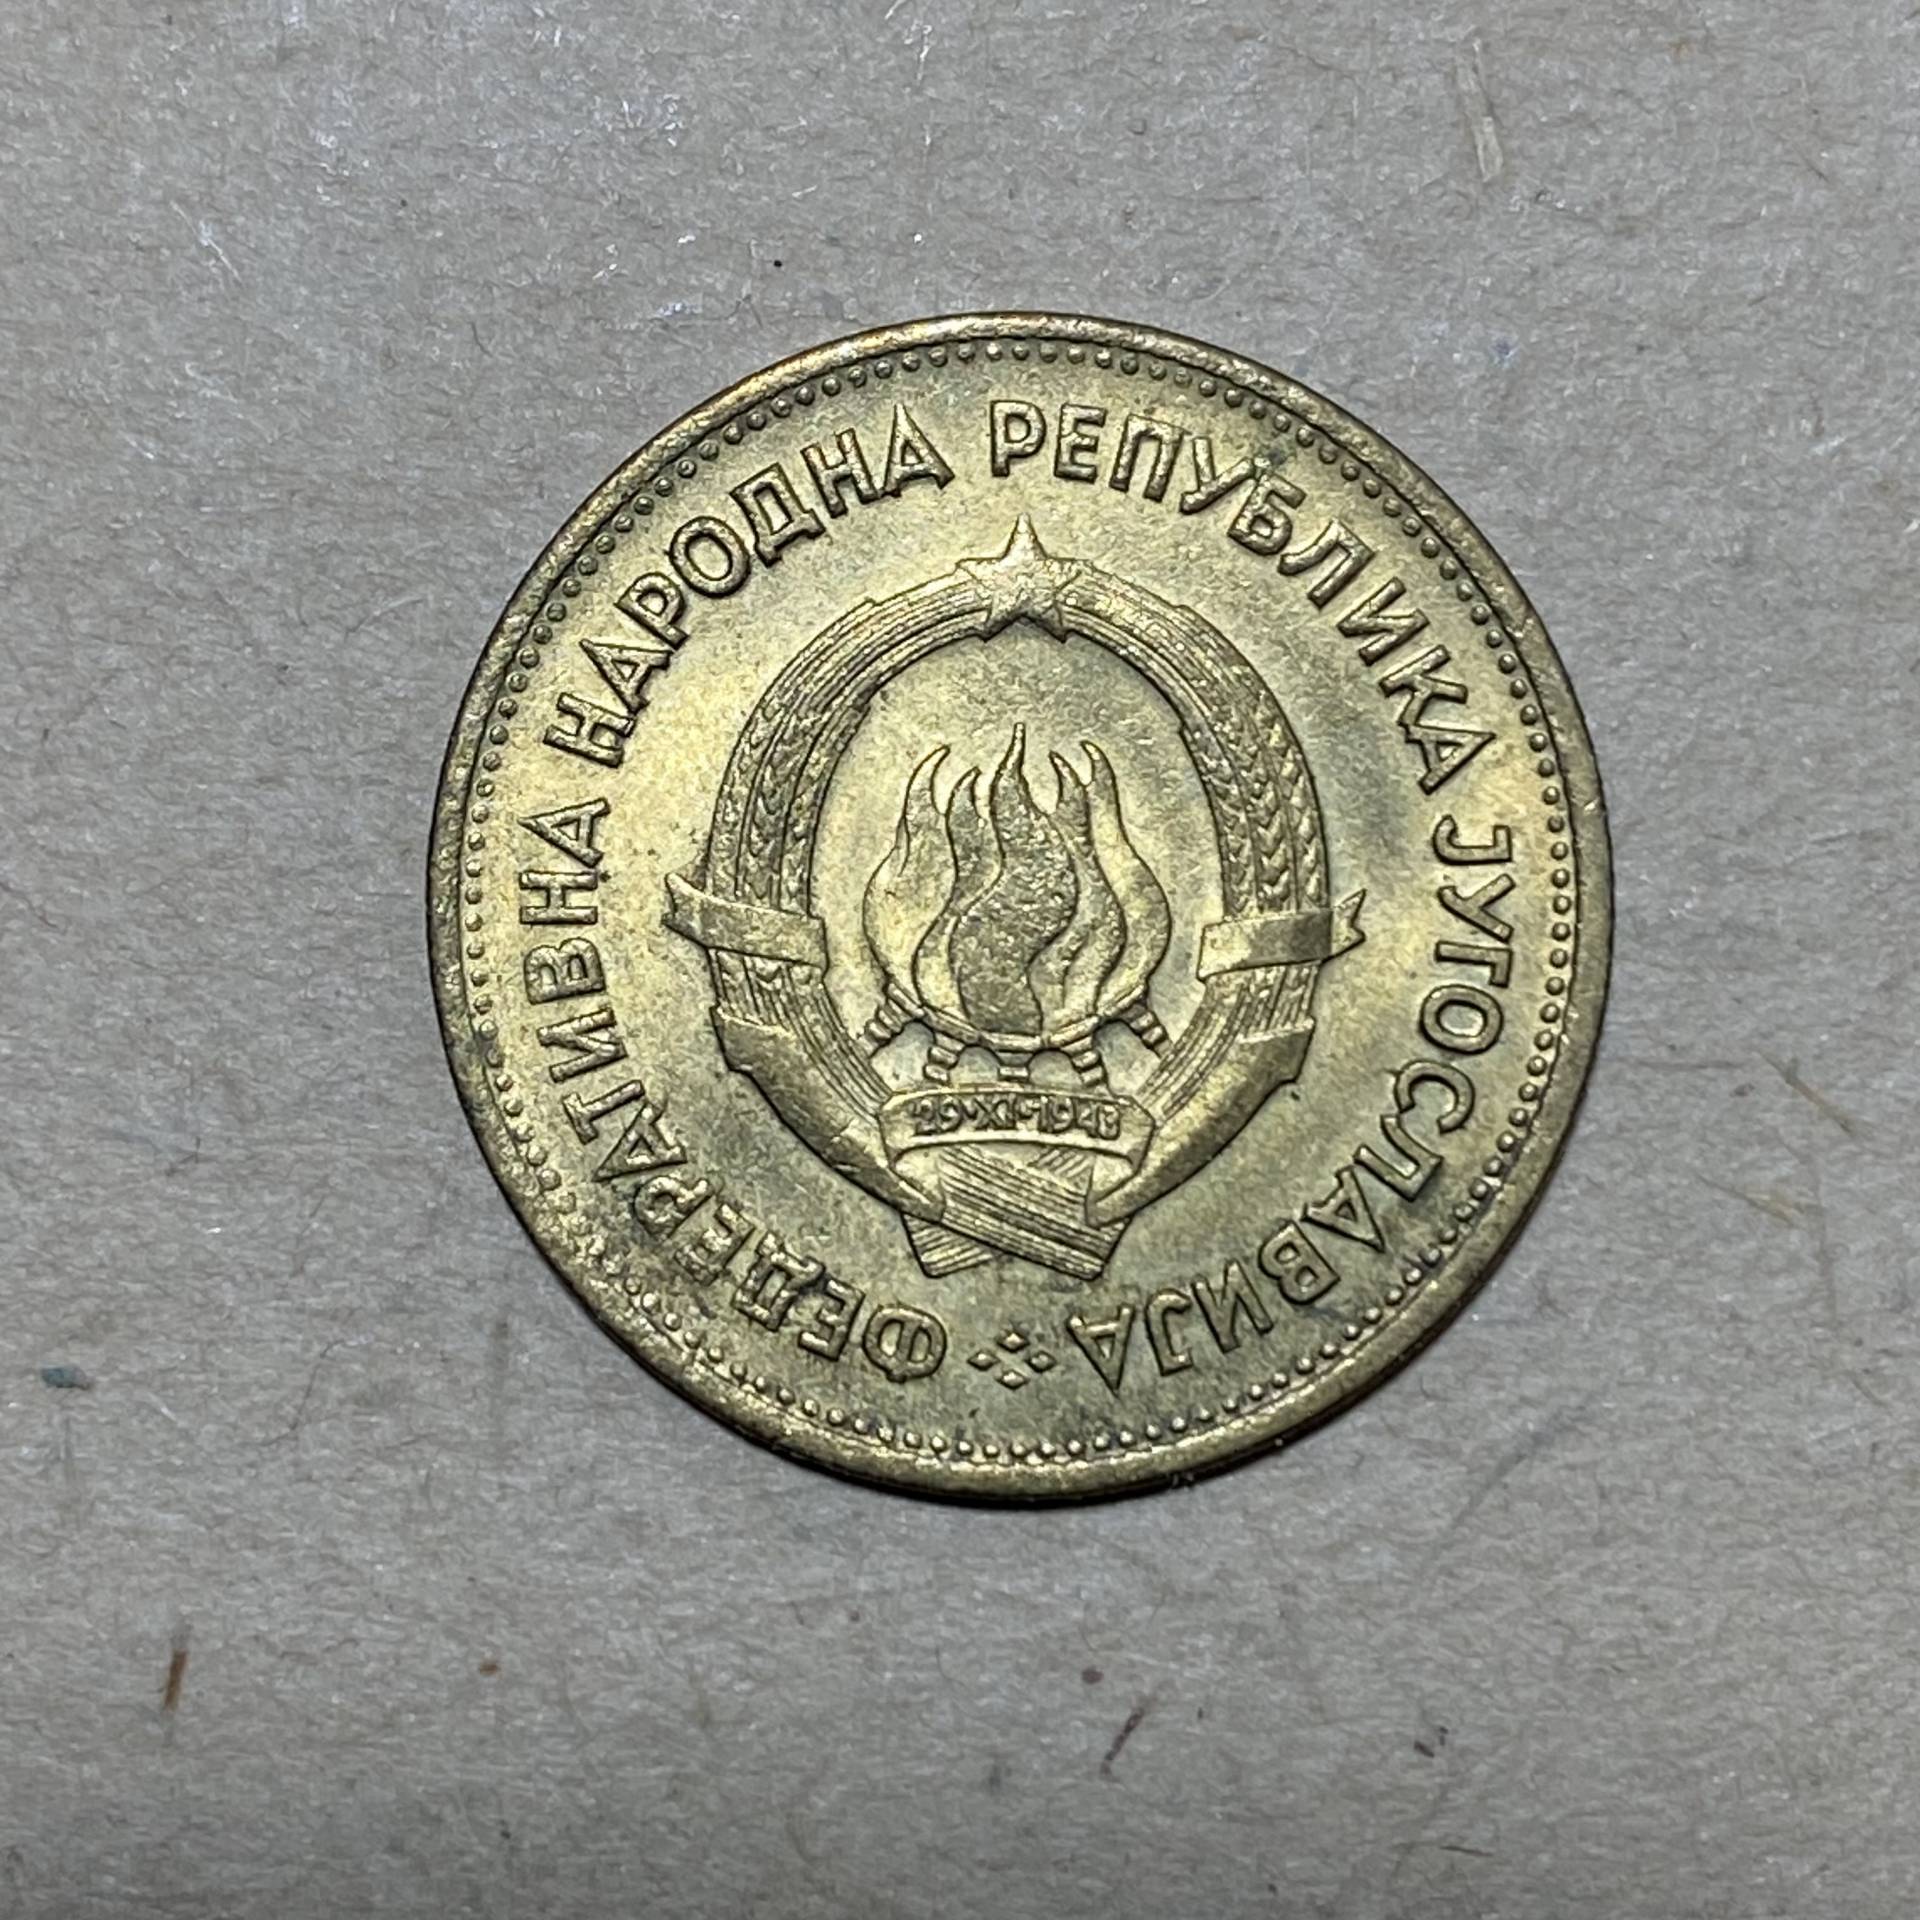 ФЕДЕРАТИВНА НАРОДНА РЕПУБЛИКА ЈУГОСЛАВИЈА
29•XI•1943